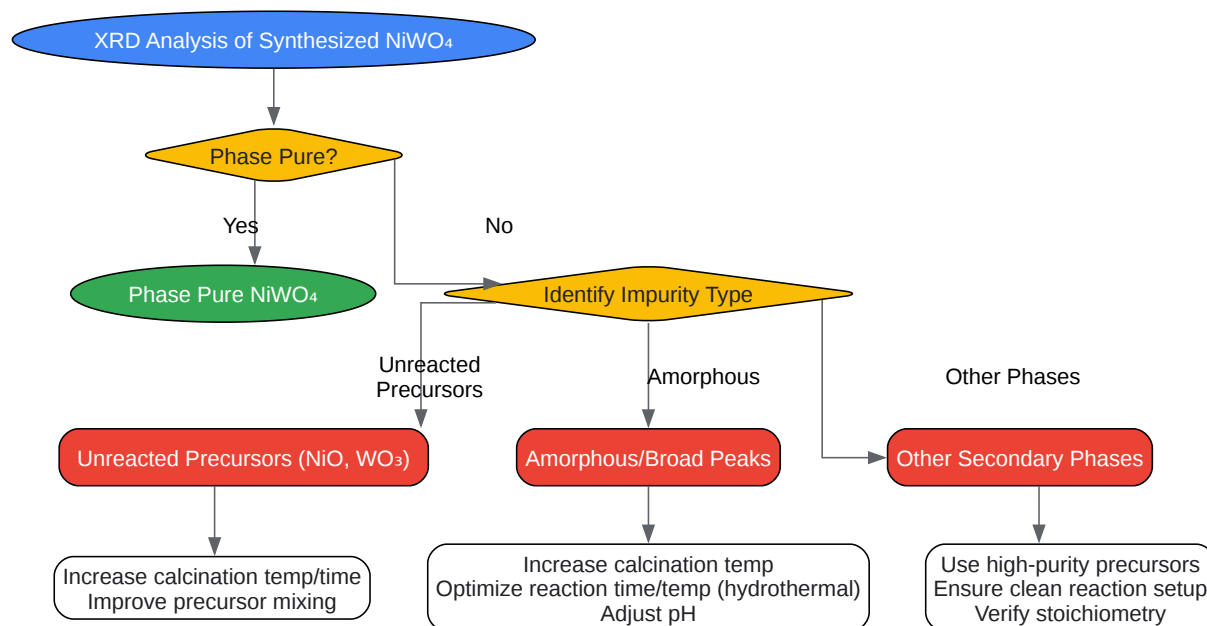 XRD Analysis of Synthesized NiWO₄
Phase Pure?
Yes
No
Phase Pure NiWO₄
Identify Impurity Type
Unreacted
Precursors
Amorphous
Other Phases
Unreacted Precursors (NiO, WO₃)
Amorphous/Broad Peaks
Other Secondary Phases
Increase calcination temp/time
Improve precursor mixing
Increase calcination temp
Optimize reaction time/temp (hydrothermal)
Adjust pH
Use high-purity precursors
Ensure clean reaction setup
Verify stoichiometry